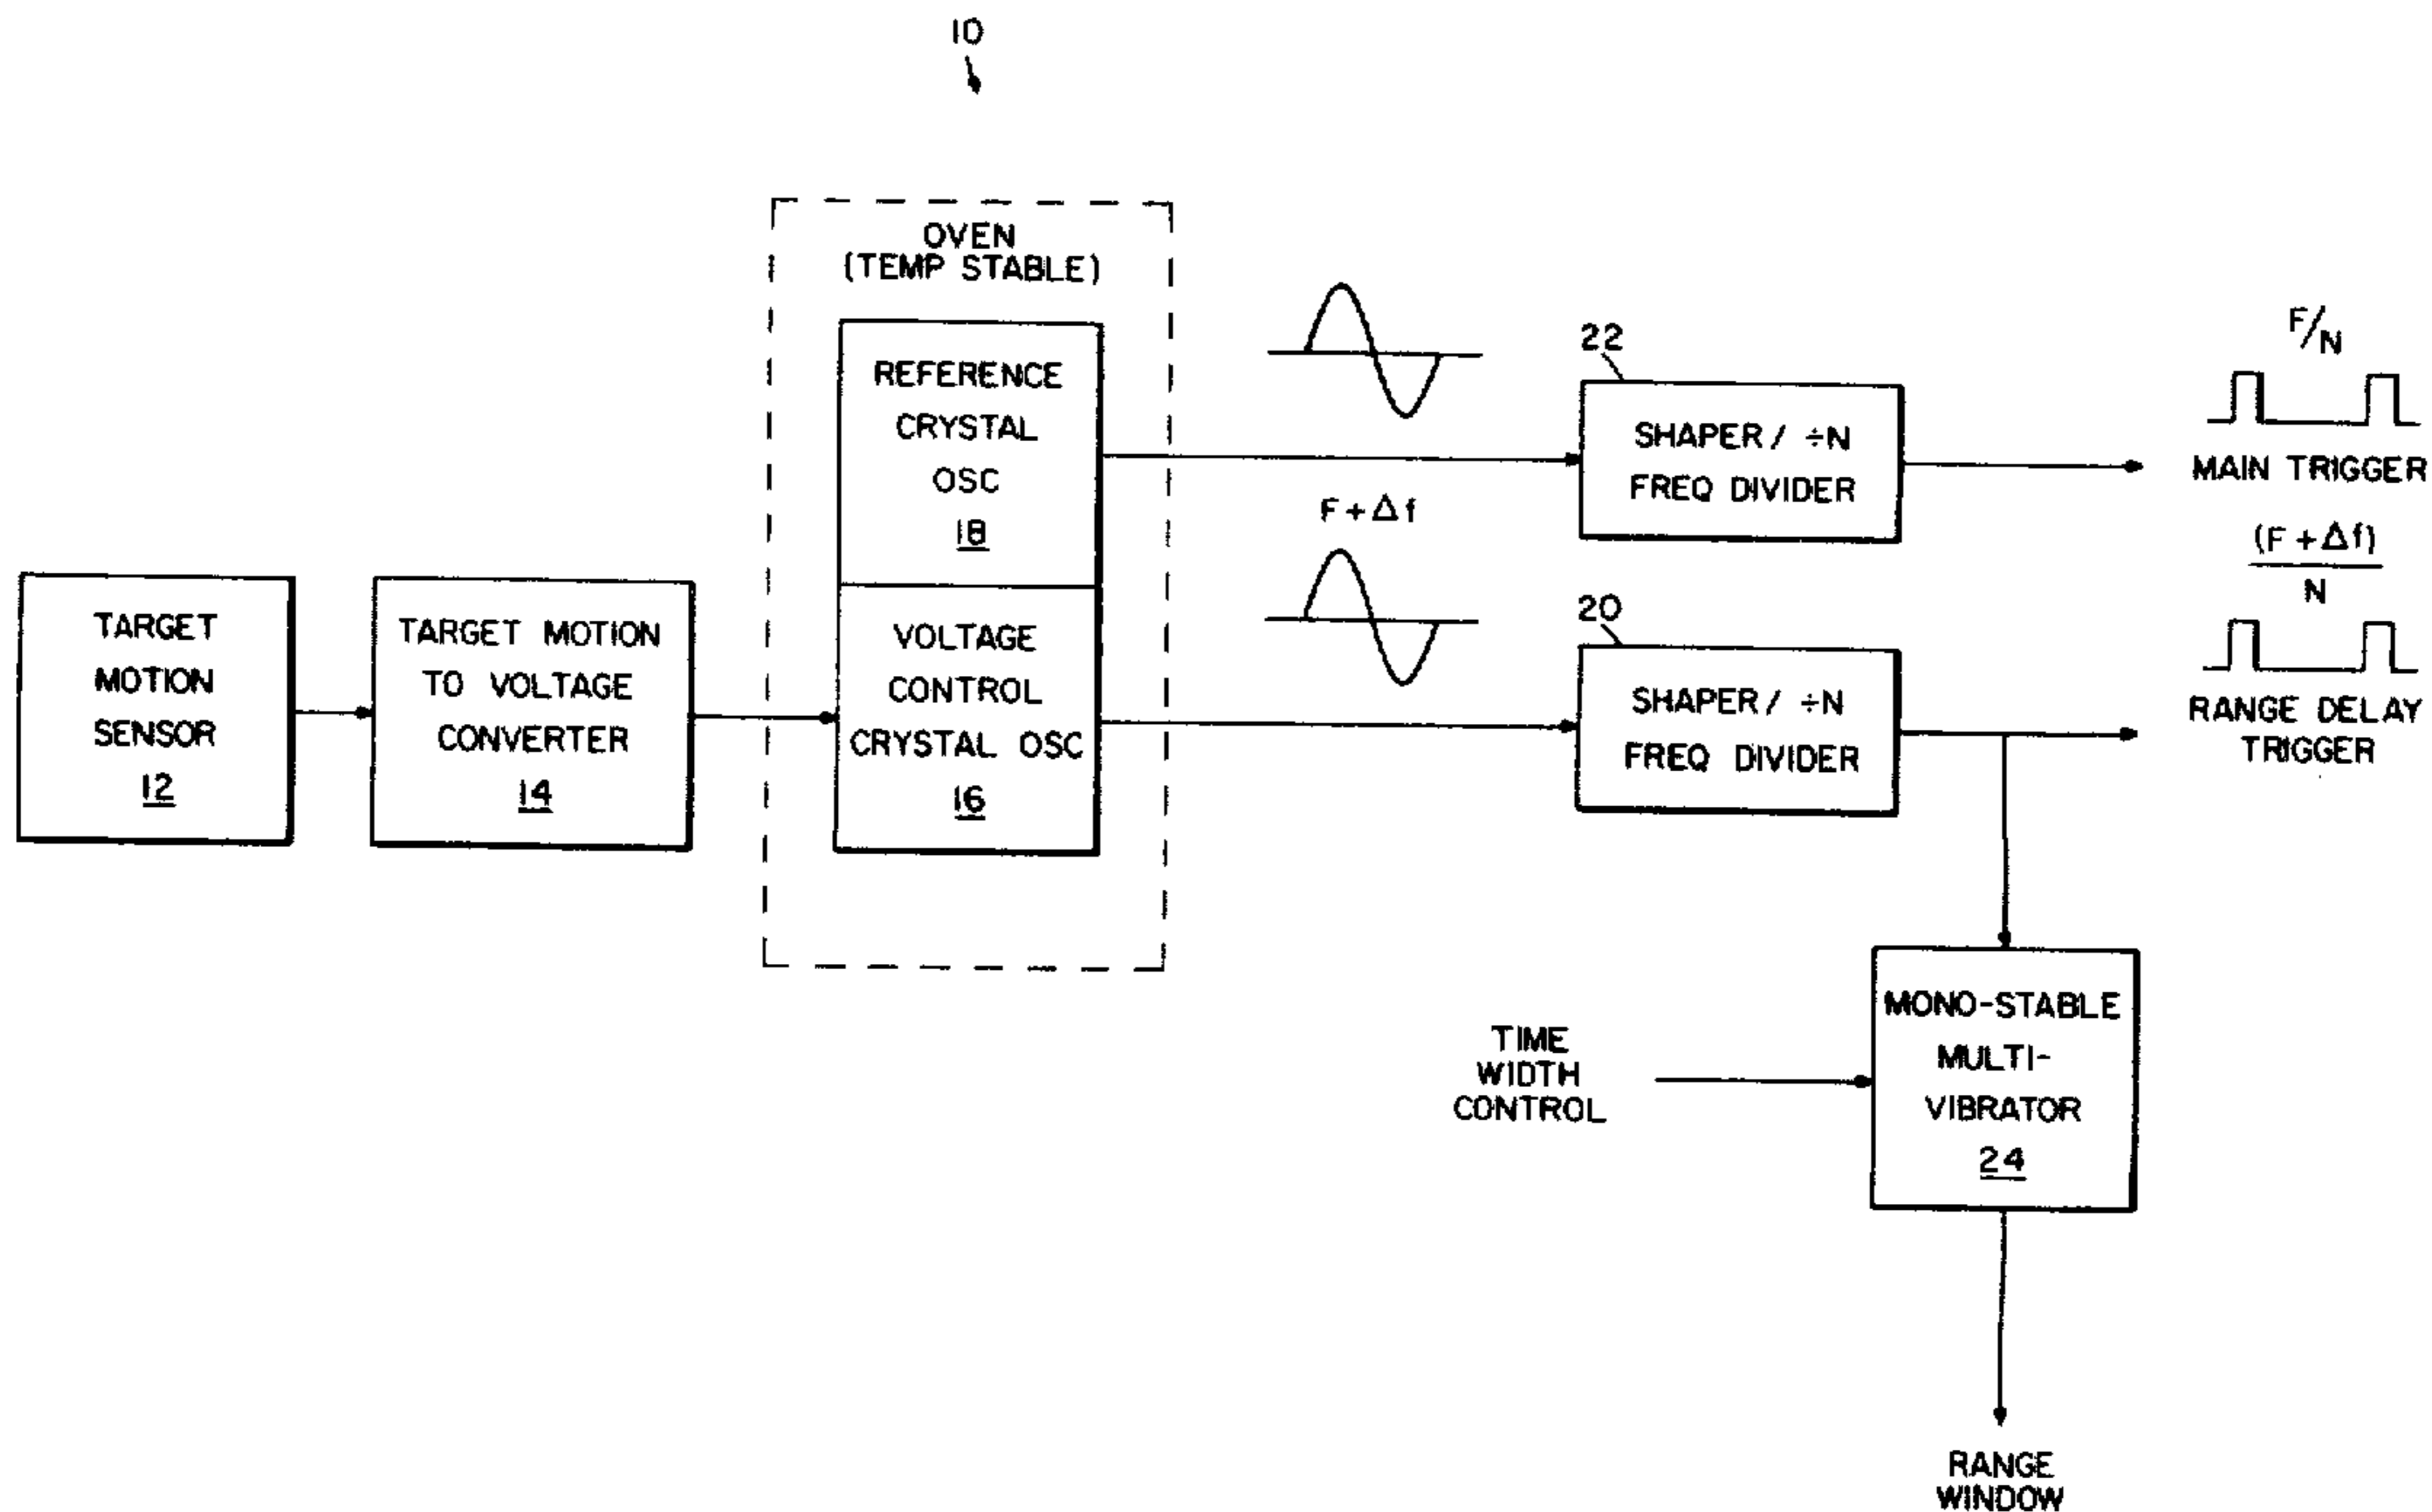 10
OVEN
(TEMP STABLE)
REFERENCE
CRYSTAL
OSC
18
VOLTAGE
CONTROL
CRYSTAL OSC
16
TARGET
MOTION
SENSOR
12
TARGET MOTION
TO VOLTAGE
CONVERTER
14
22
SHAPER / ÷N
FREQ DIVIDER
F/N
MAIN TRIGGER
F + Δf
20
SHAPER / ÷N
FREQ DIVIDER
(F + Δf)
N
RANGE DELAY
TRIGGER
TIME
WIDTH
CONTROL
MONO-STABLE
MULTI-
VIBRATOR
24
RANGE
WINDOW